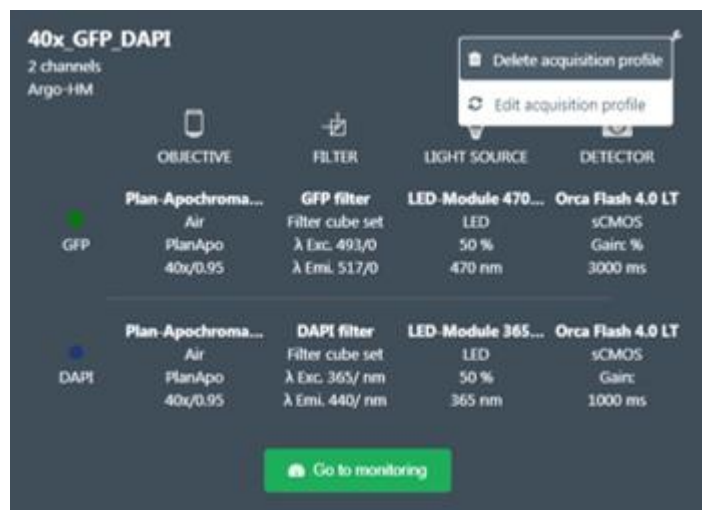 40x_GFP_DAPI
2 channels
Argo-HM
Delete acquisition profile
Edit acquisition profile
OBJECTIVE FILTER LIGHT SOURCE DETECTOR
Plan-Apochroma... GFP filter LED-Module 470... Orca Flash 4.0 LT
Air Filter cube set LED sCMOS
GFP PlanApo λ Exc. 493/0 50 % Gain: %
40x/0.95 λ Emi. 517/0 470 nm 3000 ms
Plan-Apochroma... DAPI filter LED-Module 365... Orca Flash 4.0 LT
Air Filter cube set LED sCMOS
DAPI PlanApo λ Exc. 365/ nm 50 % Gain:
40x/0.95 λ Emi. 440/ nm 365 nm 1000 ms
Go to monitoring